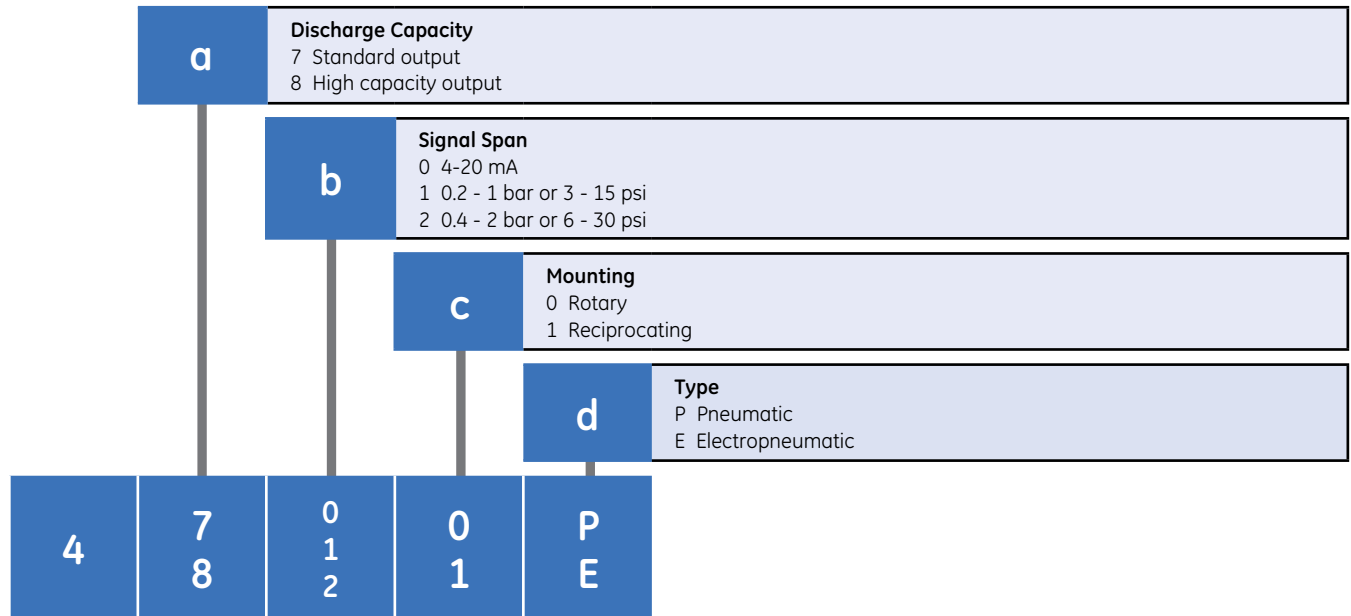 a
Discharge Capacity
7 Standard output
8 High capacity output
b
Signal Span
0 4-20 mA
1 0.2 - 1 bar or 3 - 15 psi
2 0.4 - 2 bar or 6 - 30 psi
c
Mounting
0 Rotary
1 Reciprocating
d
Type
P Pneumatic
E Electropneumatic
4
7
8
0
1
2
0
1
P
E